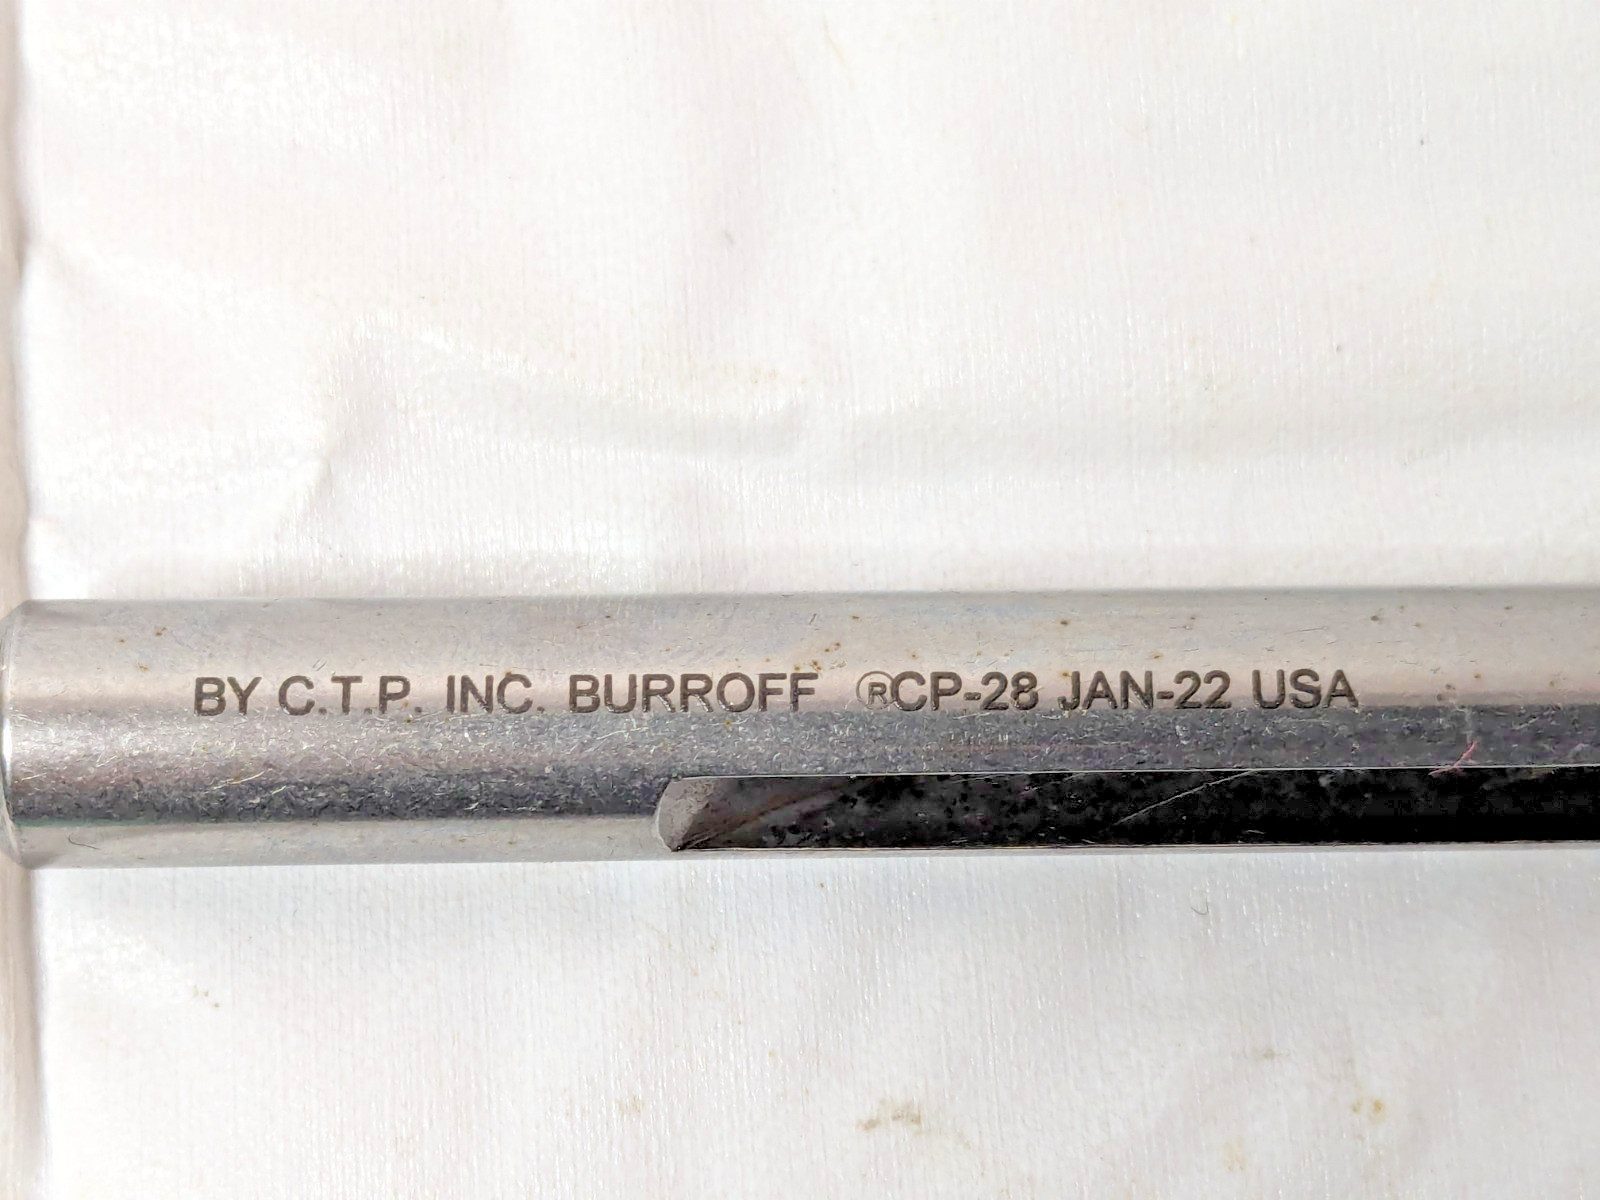 BY C.T.P. INC. BURROFF ®CP-28 JAN-22 USA